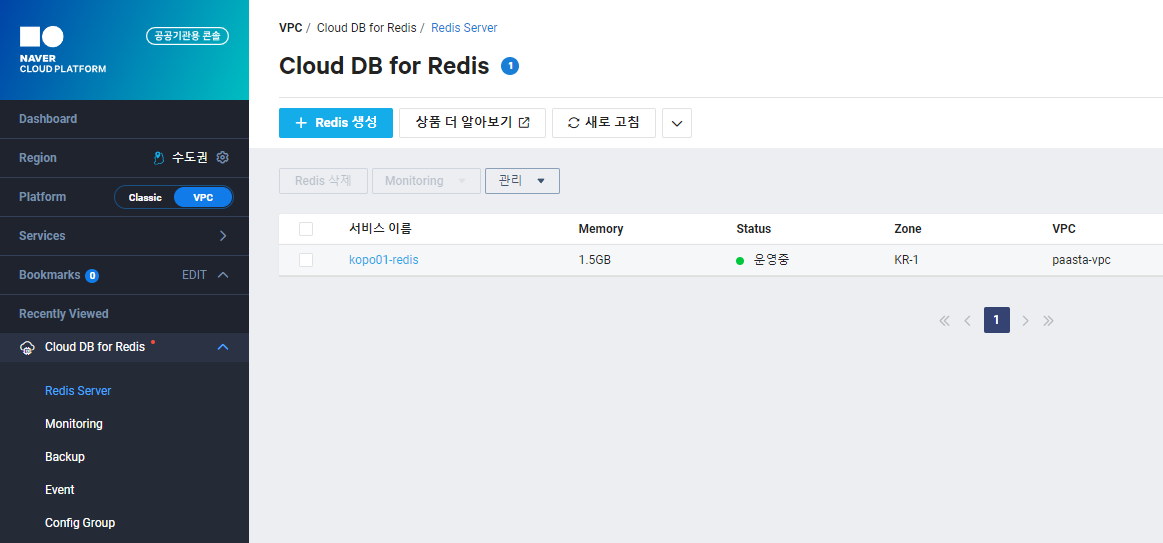 NAVER
CLOUD PLATFORM
공공기관용 콘솔
Dashboard
Region 수도권
Platform Classic VPC
Services
Bookmarks 0 EDIT
Recently Viewed
Cloud DB for Redis
Redis Server
Monitoring
Backup
Event
Config Group
VPC / Cloud DB for Redis / Redis Server
Cloud DB for Redis 1
+ Redis 생성 상품 더 알아보기 새로 고침
Redis 삭제 Monitoring 관리
서비스 이름 Memory Status Zone VPC
kopo01-redis 1.5GB 운영중 KR-1 paasta-vpc
1